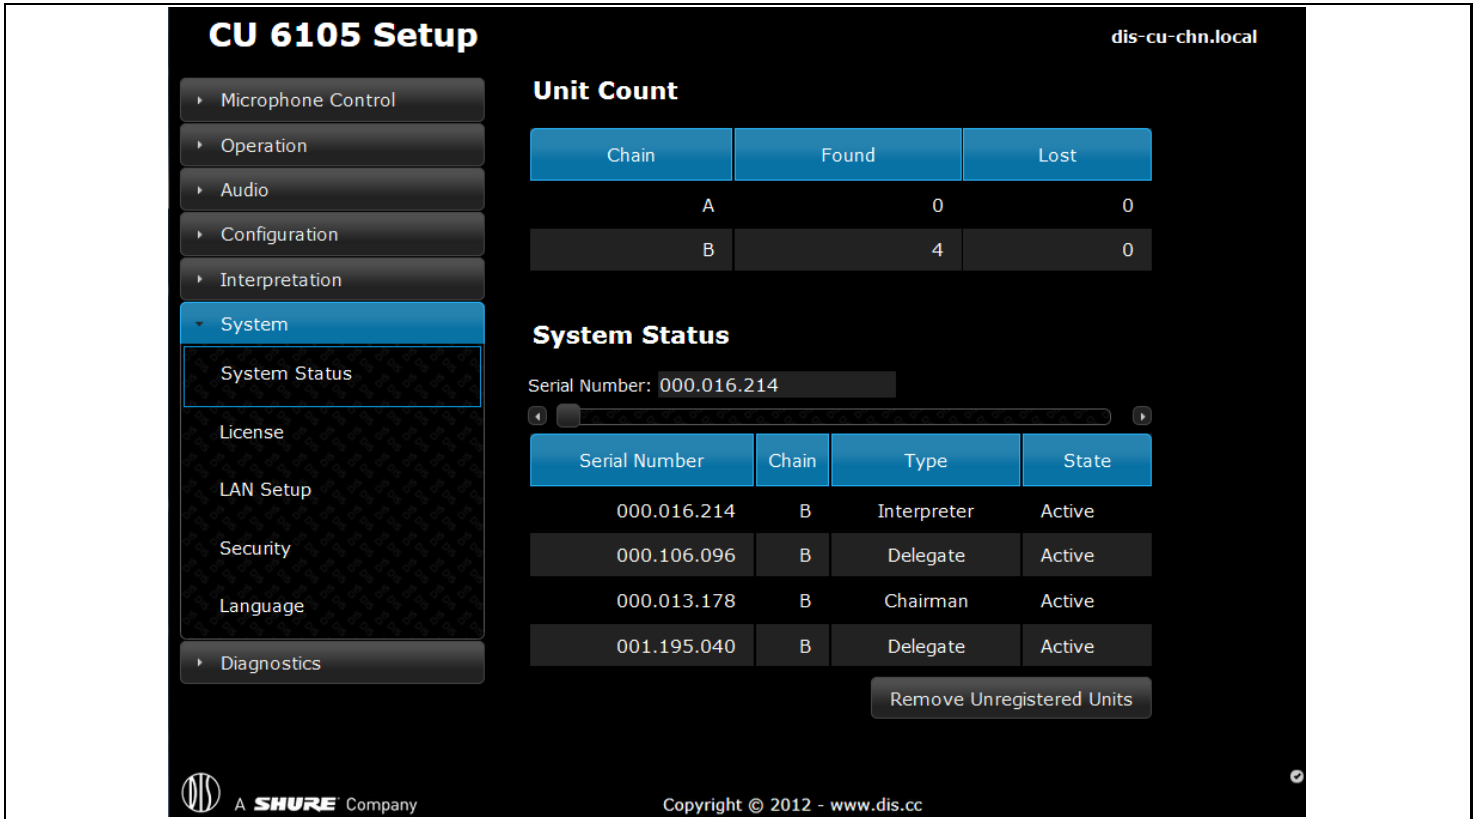 CU 6105 Setup
dis-cu-chn.local
Microphone Control
Operation
Audio
Configuration
Interpretation
System
System Status
License
LAN Setup
Security
Language
Diagnostics
Unit Count
Chain Found Lost
A 0 0
B 4 0
System Status
Serial Number: 000.016.214
Serial Number Chain Type State
000.016.214 B Interpreter Active
000.106.096 B Delegate Active
000.013.178 B Chairman Active
001.195.040 B Delegate Active
Remove Unregistered Units
DIS A SHURE Company
Copyright © 2012 - www.dis.cc